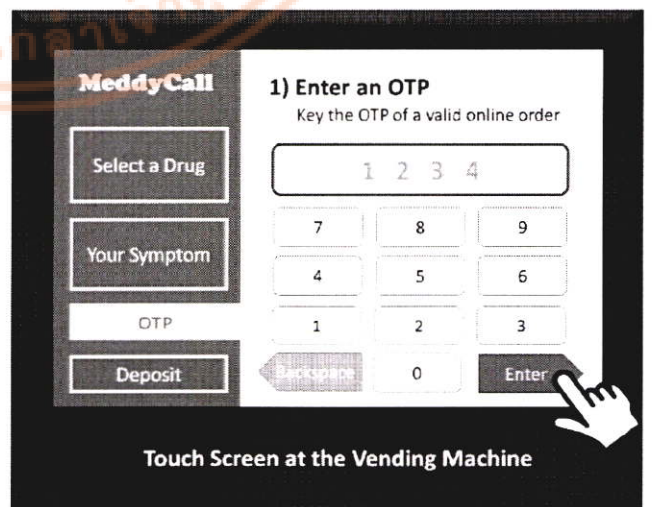 MeddyCall
Select a Drug
Your Symptom
OTP
Deposit
1) Enter an OTP
Key the OTP of a valid online order
1 2 3 4
7 8 9
4 5 6
1 2 3
Backspace 0 Enter
Touch Screen at the Vending Machine